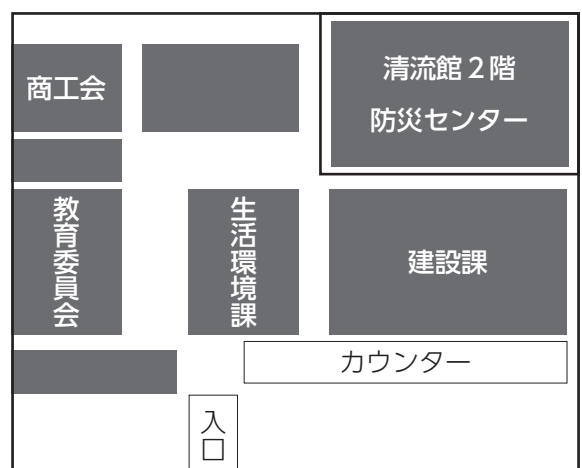 商工会
清流館２階
防災センター
教育委員会
生活環境課
建設課
カウンター
入口